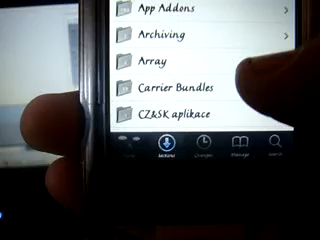 App Addons
Archiving
Array
Carrier Bundles
CZ&SK aplikace
Sections
Changes
Manage
Search